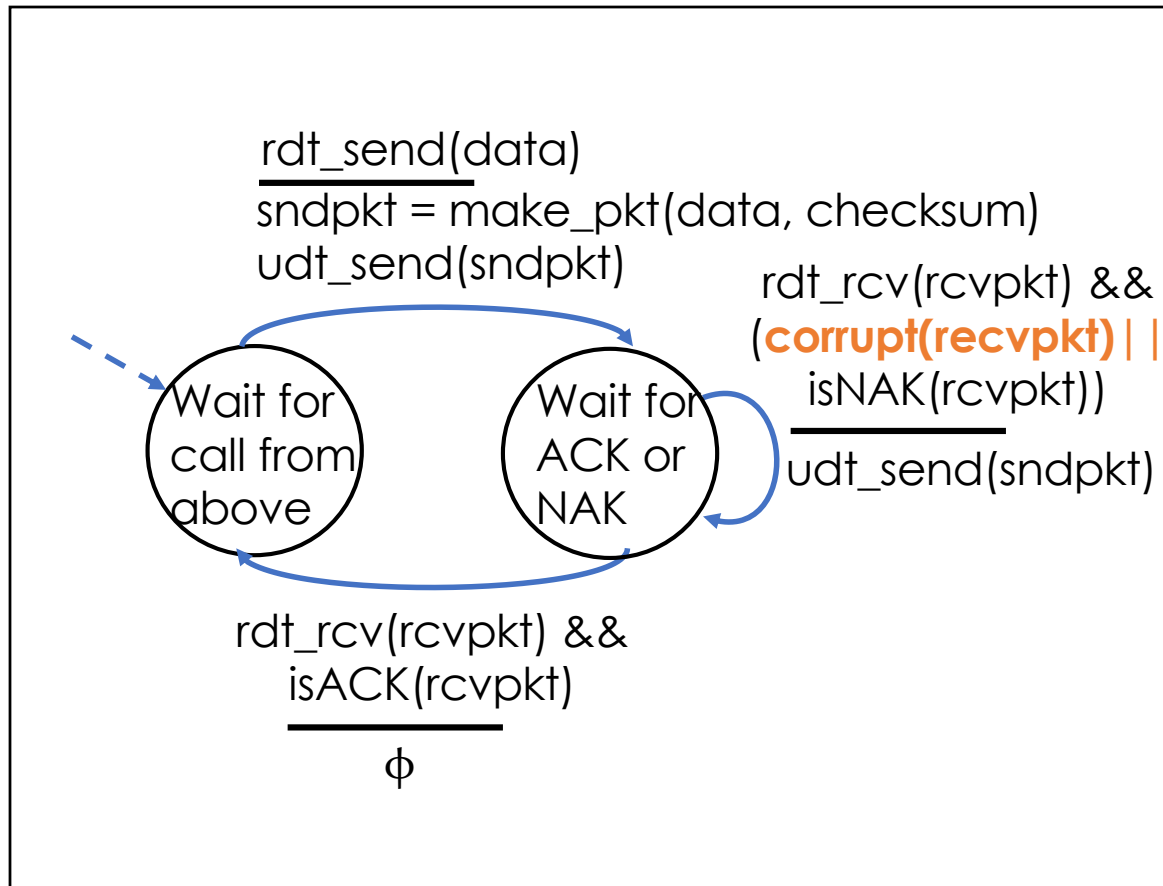 rdt_send(data)
sndpkt = make_pkt(data, checksum)
udt_send(sndpkt)
rdt_rcv(rcvpkt) &&
(corrupt(recvpkt)||
isNAK(rcvpkt))
udt_send(sndpkt)
Wait for
call from
above
Wait for
ACK or
NAK
rdt_rcv(rcvpkt) &&
isACK(rcvpkt)
ϕ